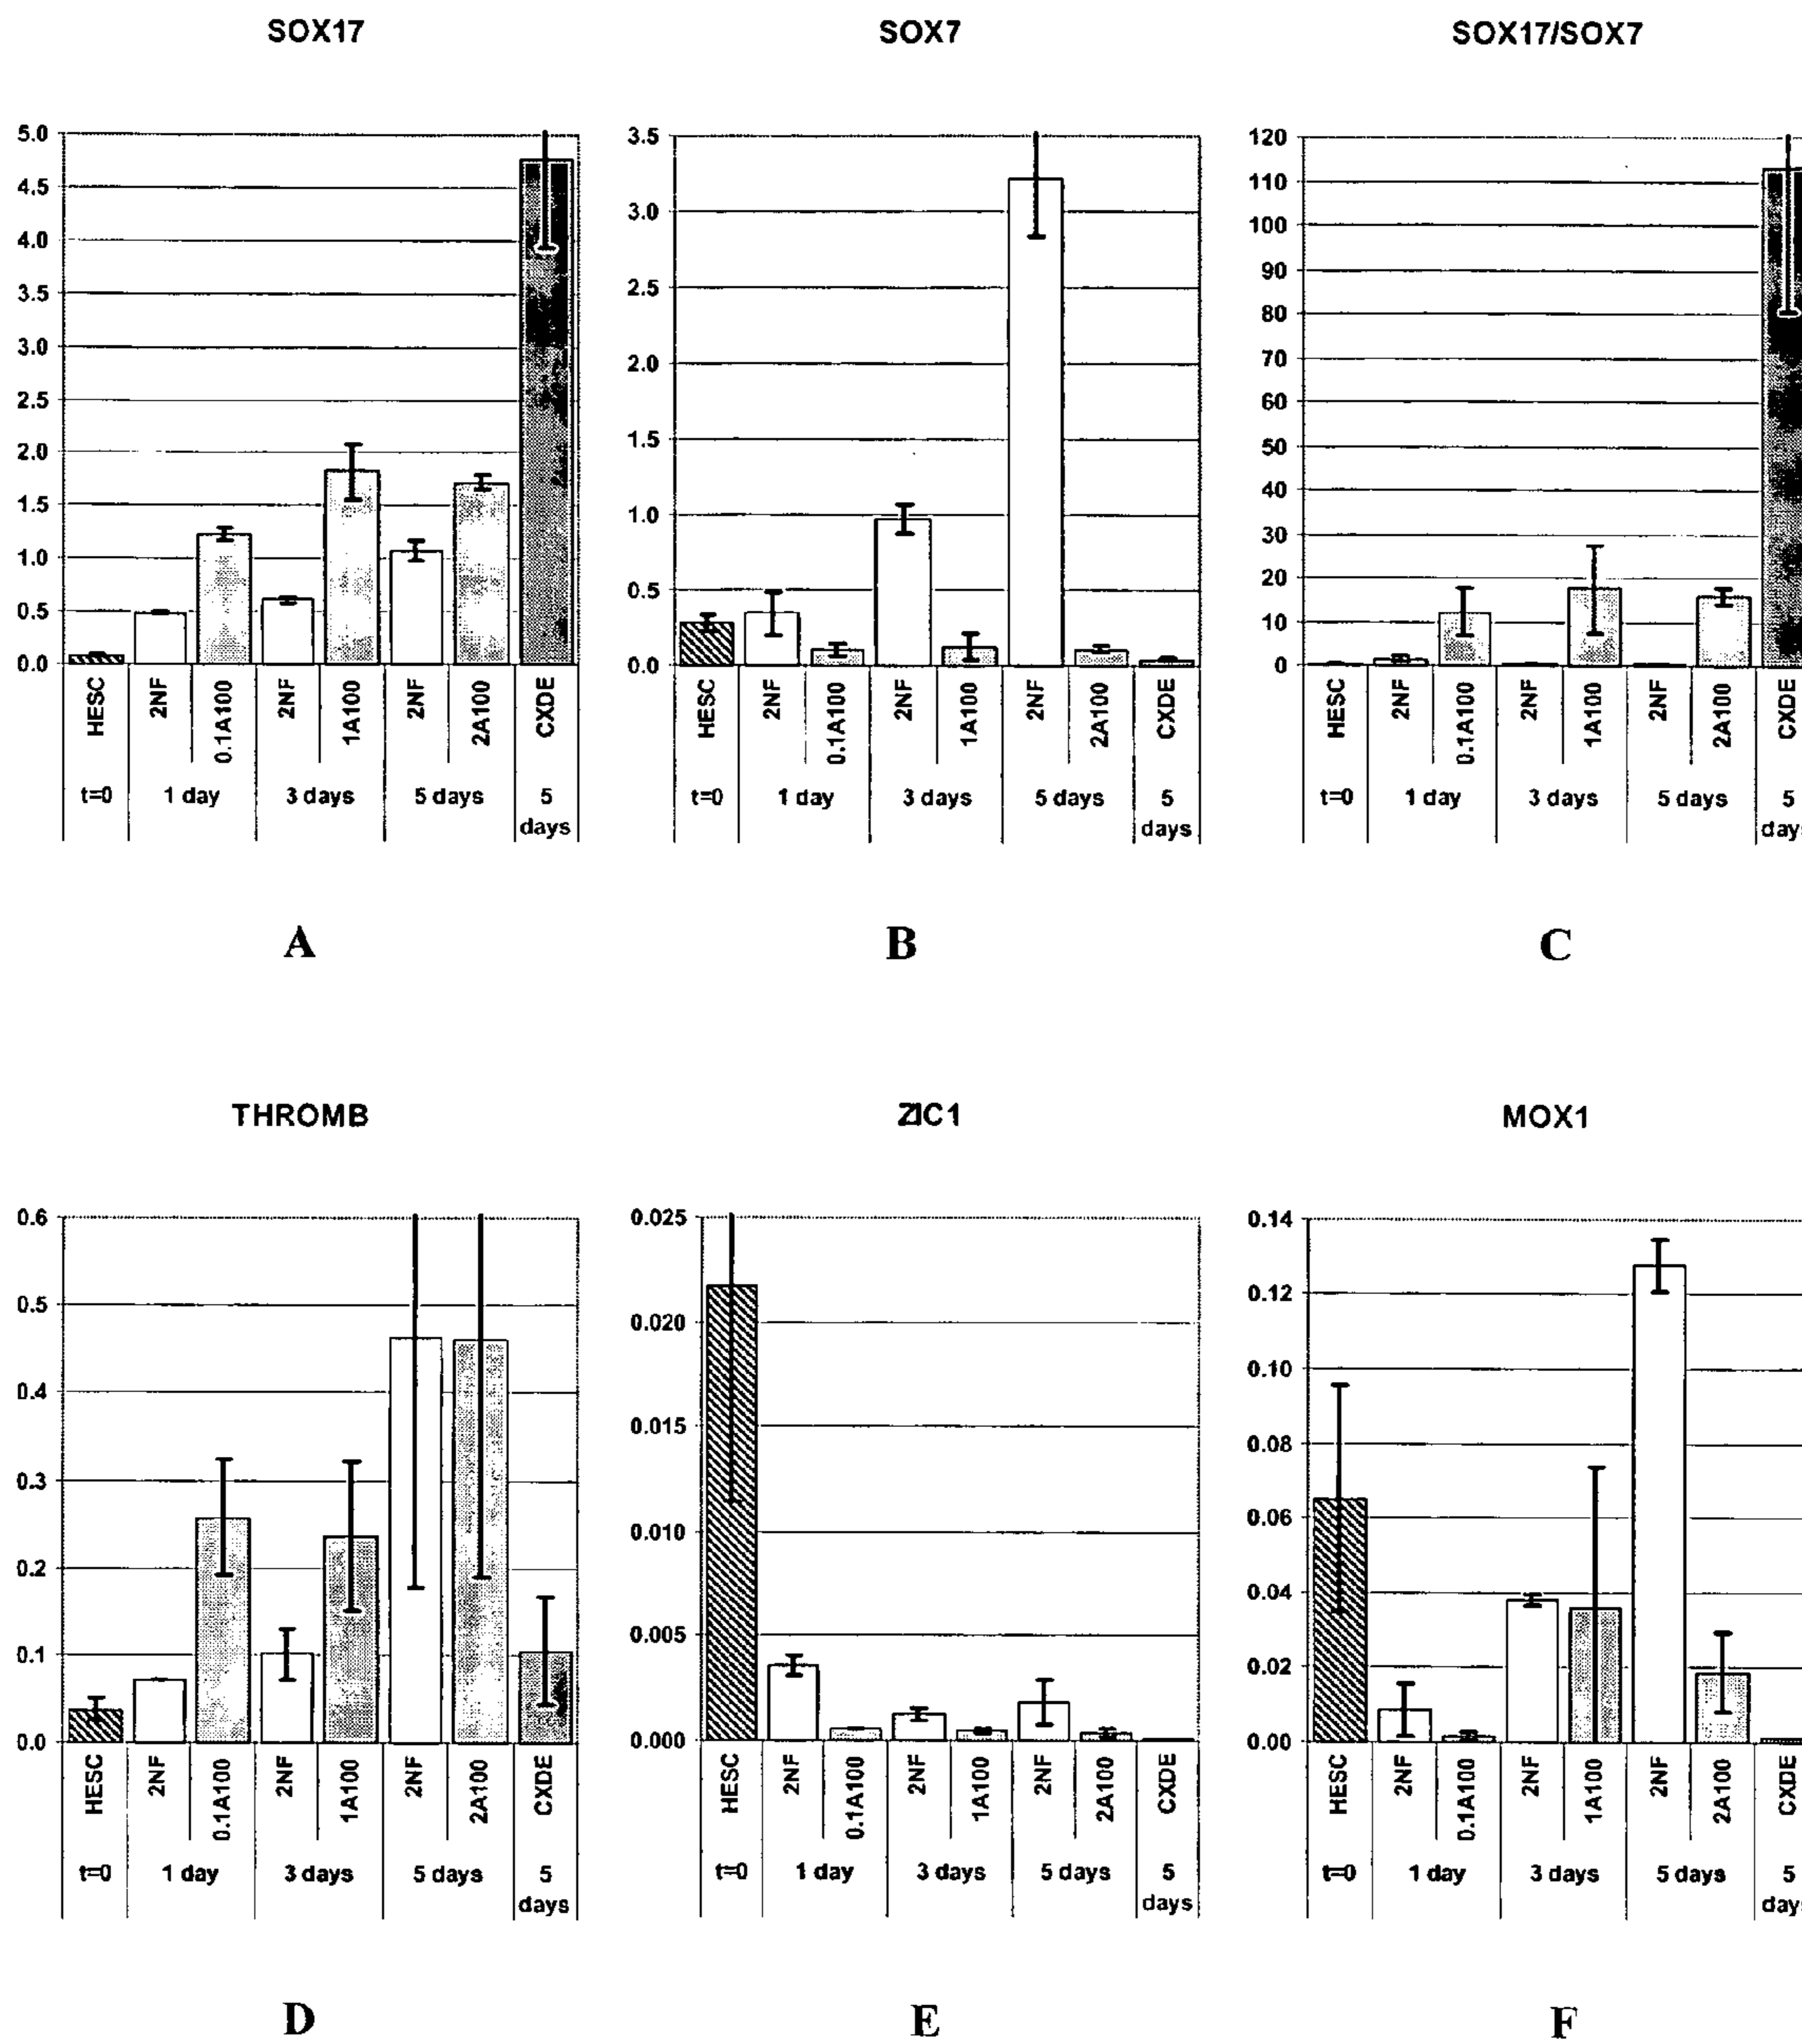 SOX17 SOX7 SOX17/SOX7
5.0 3.5 120
4.5 3.0 110
4.0 2.5 100
3.5 2.0 90
3.0 1.5 80
2.5 1.0 70
2.0 0.5 60
1.5 0.0 50
1.0 40
0.5 30
0.0 20
10
0
HESC 2NF 0.1A100 2NF 1A100 2NF 2A100 CXDE HESC 2NF 0.1A100 2NF 1A100 2NF 2A100 CXDE HESC 2NF 0.1A100 2NF 1A100 2NF 2A100 CXDE
t=0 1 day 3 days 5 days 5 t=0 1 day 3 days 5 days 5 t=0 1 day 3 days 5 days 5
days days days
A B C
THROMB ZIC1 MOX1
0.6 0.025 0.14
0.5 0.020 0.12
0.4 0.015 0.10
0.3 0.010 0.08
0.2 0.005 0.06
0.1 0.000 0.04
0.0 0.02
0.00
HESC 2NF 0.1A100 2NF 1A100 2NF 2A100 CXDE HESC 2NF 0.1A100 2NF 1A100 2NF 2A100 CXDE HESC 2NF 0.1A100 2NF 1A100 2NF 2A100 CXDE
t=0 1 day 3 days 5 days 5 t=0 1 day 3 days 5 days 5 t=0 1 day 3 days 5 days 5
days days days
D E F